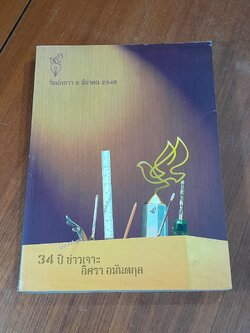 วันนักข่าว ๕ มีนาคม ๒๕๔๘
34 ปี ข่าวเจาะ
อิศรา อมันตกุล